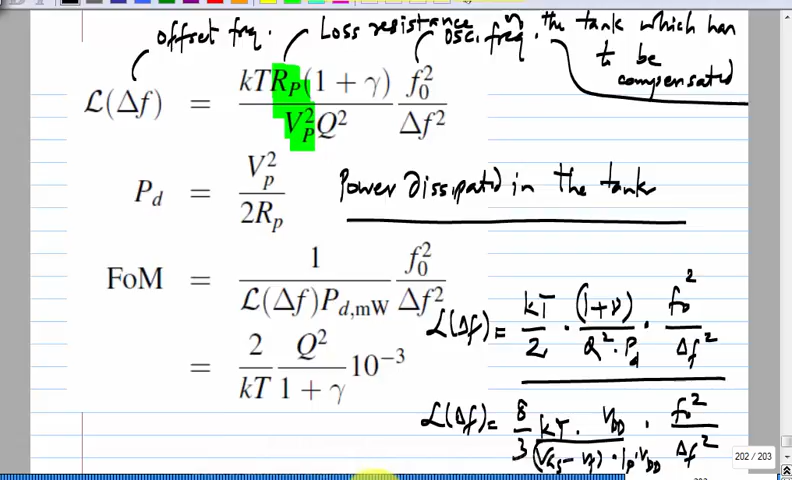 offset freq. Loss resistance in the tank which has
osc. freq. to be
compensated
ℒ(Δf) = kTR_P(1 + γ) / (V_P² Q²) · f₀² / Δf²
P_d = V_p² / 2R_p Power dissipated in the tank
FoM = 1 / (ℒ(Δf)P_{d,mW}) · f₀² / Δf²
ℒ(Δf) = kT/2 · (1+γ) / (Q² · P_d) · f₀² / Δf²
= 2/kT · Q² / (1 + γ) · 10⁻³
ℒ(Δf) = 8/3 · kT · V_DD / ((V_GS − V_T) · I_P · V_DD) · f₀² / Δf²
202 / 203